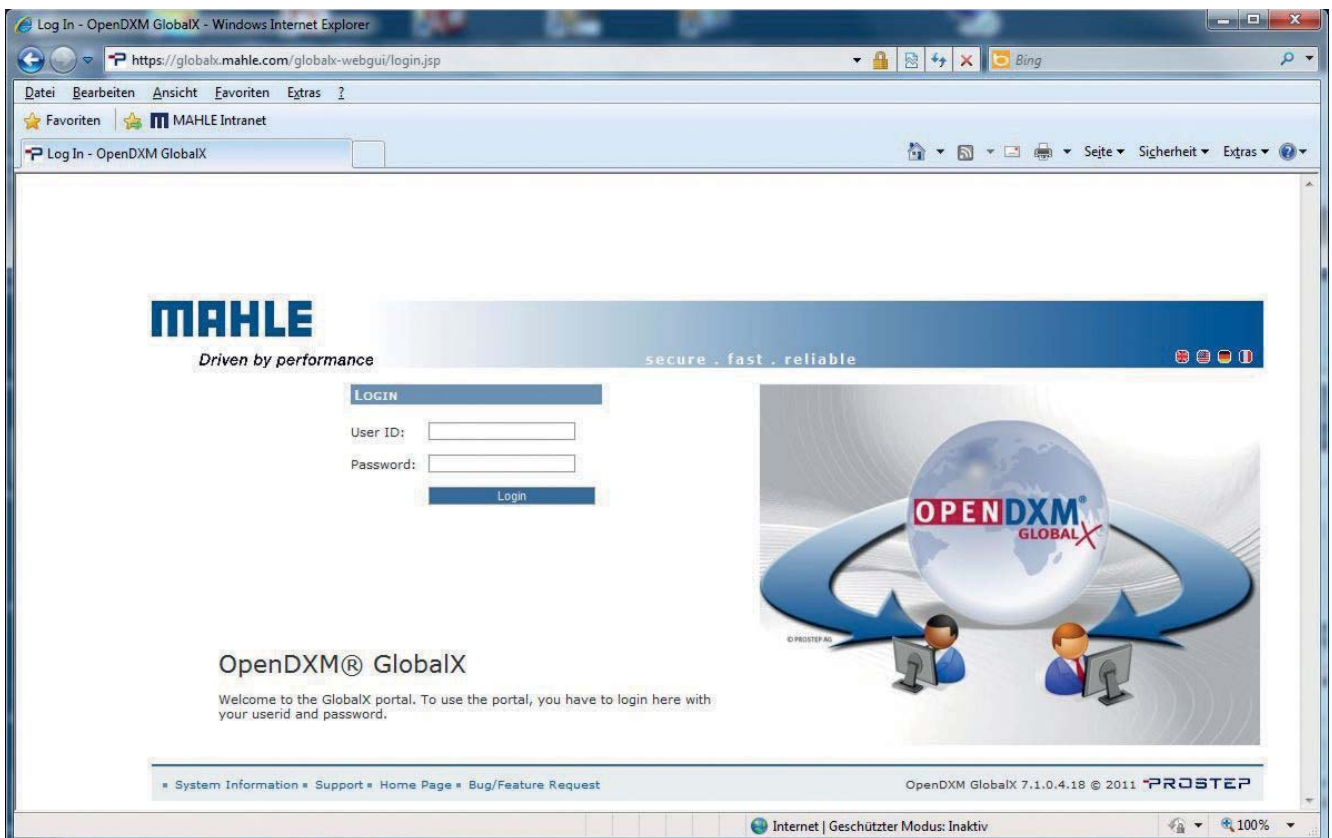 Log In - OpenDXM GlobalX - Windows Internet Explorer
https://globalx.mahle.com/globalx-webgui/login.jsp
Bing
Datei Bearbeiten Ansicht Favoriten Extras ?
Favoriten MAHLE Intranet
Log In - OpenDXM GlobalX
Seite Sicherheit Extras
MAHLE
Driven by performance
secure . fast . reliable
LOGIN
User ID:
Password:
Login
OPENDXM®
GLOBALX
© PROSTEP AG
OpenDXM® GlobalX
Welcome to the GlobalX portal. To use the portal, you have to login here with
your userid and password.
System Information Support Home Page Bug/Feature Request
OpenDXM GlobalX 7.1.0.4.18 © 2011 PROSTEP
Internet | Geschützter Modus: Inaktiv
100%